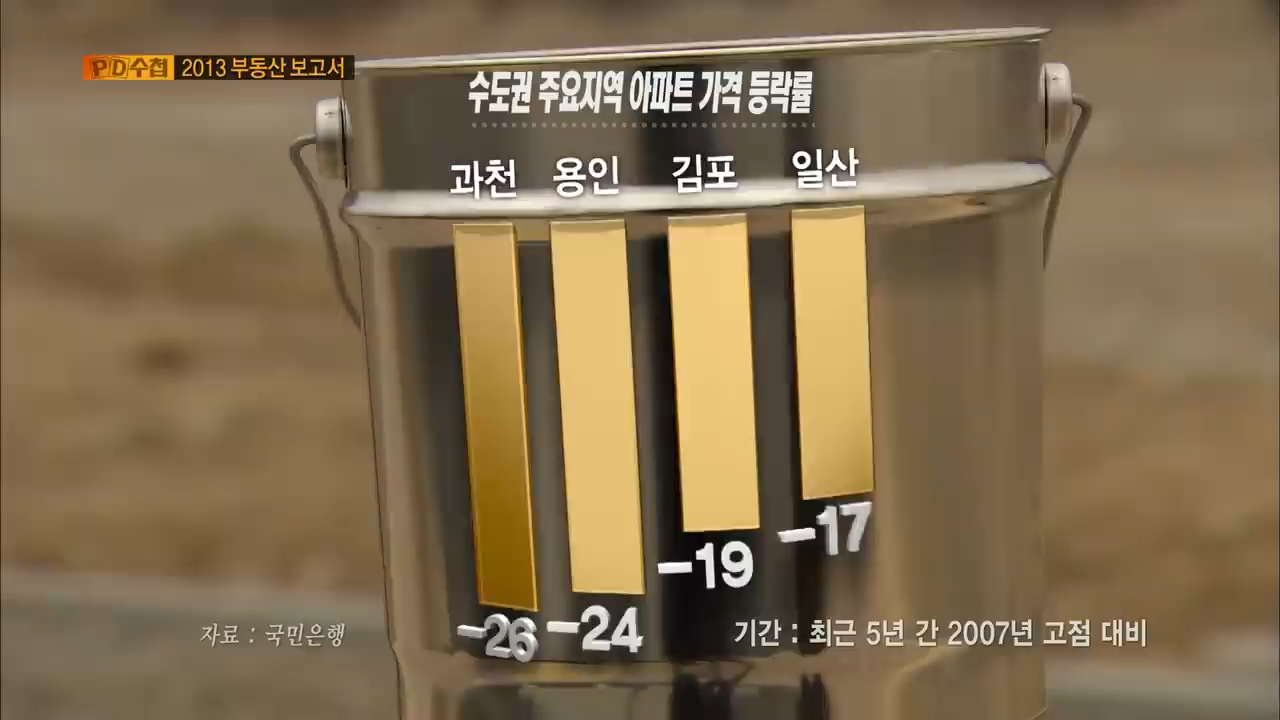 PD수첩 2013 부동산 보고서
수도권 주요지역 아파트 가격 등락률
과천 용인 김포 일산
-26 -24 -19 -17
자료 : 국민은행
기간 : 최근 5년 간 2007년 고점 대비